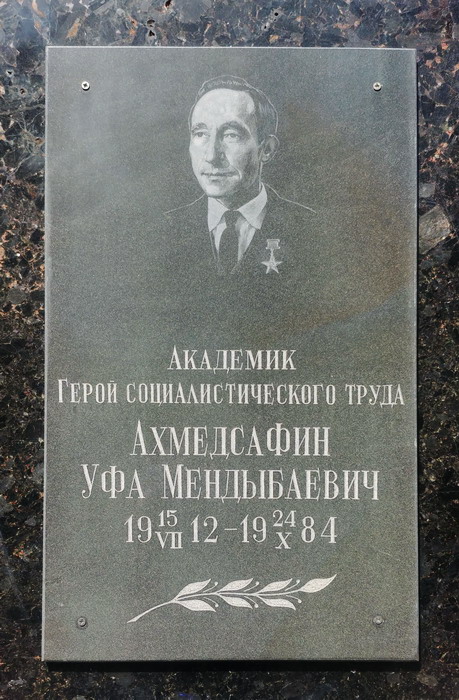 Академик
Герой социалистического труда
Ахмедсафин
Уфа Мендыбаевич
19 15/VII 12 – 19 24/X 84